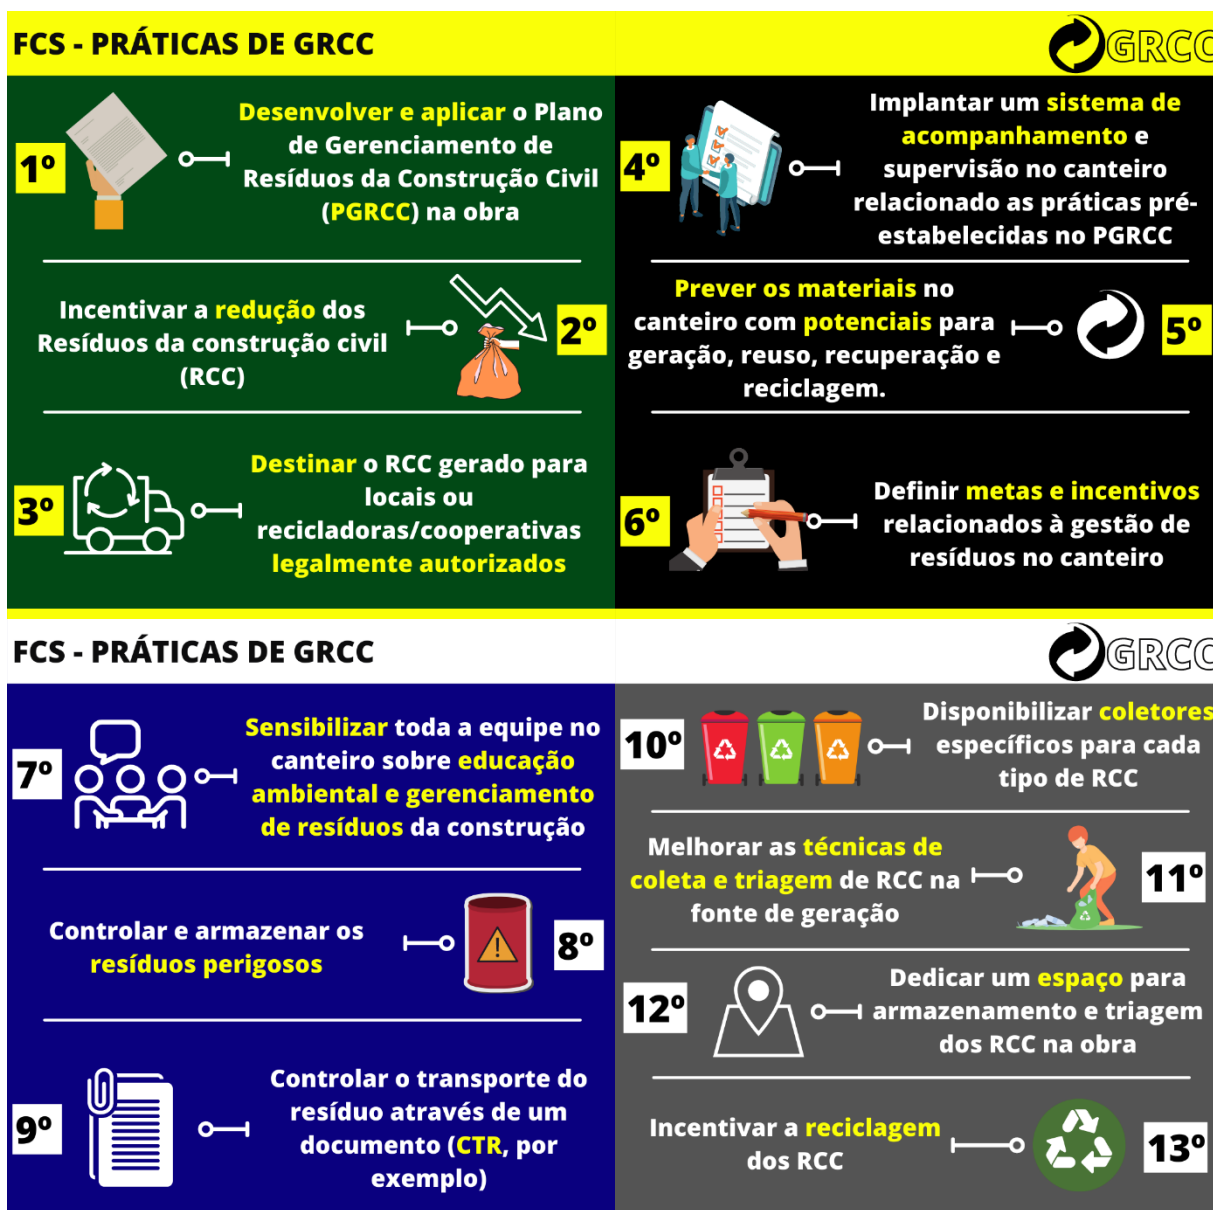 FCS - PRÁTICAS DE GRCC
GRCC
1º
Desenvolver e aplicar o Plano
de Gerenciamento de
Resíduos da Construção Civil
(PGRCC) na obra
Incentivar a redução dos
Resíduos da construção civil
(RCC)
2º
3º
Destinar o RCC gerado para
locais ou
recicladoras/cooperativas
legalmente autorizados
4º
Implantar um sistema de
acompanhamento e
supervisão no canteiro
relacionado as práticas pré-
estabelecidas no PGRCC
Prever os materiais no
canteiro com potenciais para
geração, reuso, recuperação e
reciclagem.
5º
6º
Definir metas e incentivos
relacionados à gestão de
resíduos no canteiro
FCS - PRÁTICAS DE GRCC
GRCC
7º
Sensibilizar toda a equipe no
canteiro sobre educação
ambiental e gerenciamento
de resíduos da construção
Controlar e armazenar os
resíduos perigosos
8º
9º
Controlar o transporte do
resíduo através de um
documento (CTR, por
exemplo)
10º
Disponibilizar coletores
específicos para cada
tipo de RCC
Melhorar as técnicas de
coleta e triagem de RCC na
fonte de geração
11º
12º
Dedicar um espaço para
armazenamento e triagem
dos RCC na obra
Incentivar a reciclagem
dos RCC
13º